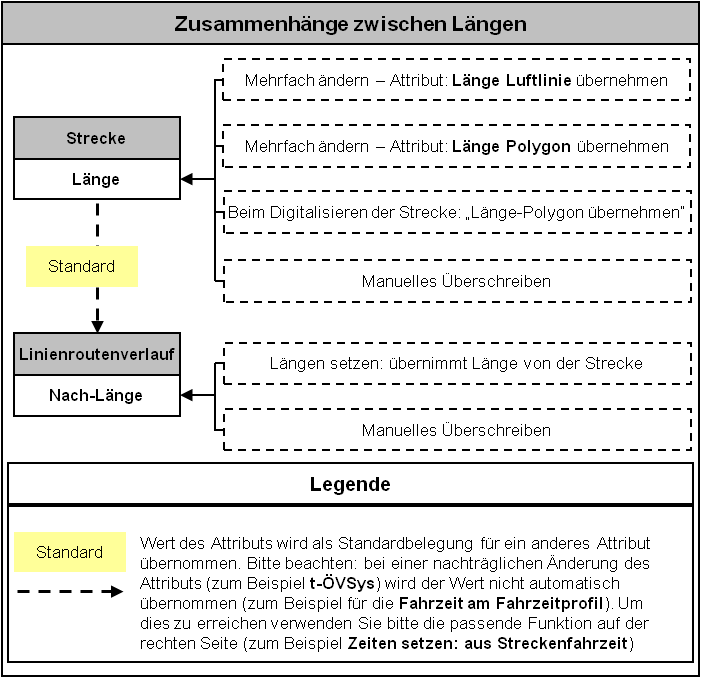 Zusammenhänge zwischen Längen
Mehrfach ändern – Attribut: Länge Luftlinie übernehmen
Strecke
Länge
Mehrfach ändern – Attribut: Länge Polygon übernehmen
Beim Digitalisieren der Strecke: „Länge-Polygon übernehmen“
Standard
Manuelles Überschreiben
Linienroutenverlauf
Nach-Länge
Längen setzen: übernimmt Länge von der Strecke
Manuelles Überschreiben
Legende
Standard
Wert des Attributs wird als Standardbelegung für ein anderes Attribut
übernommen. Bitte beachten: bei einer nachträglichen Änderung des
Attributs (zum Beispiel t-ÖVSys) wird der Wert nicht automatisch
übernommen (zum Beispiel für die Fahrzeit am Fahrzeitprofil). Um
dies zu erreichen verwenden Sie bitte die passende Funktion auf der
rechten Seite (zum Beispiel Zeiten setzen: aus Streckenfahrzeit)